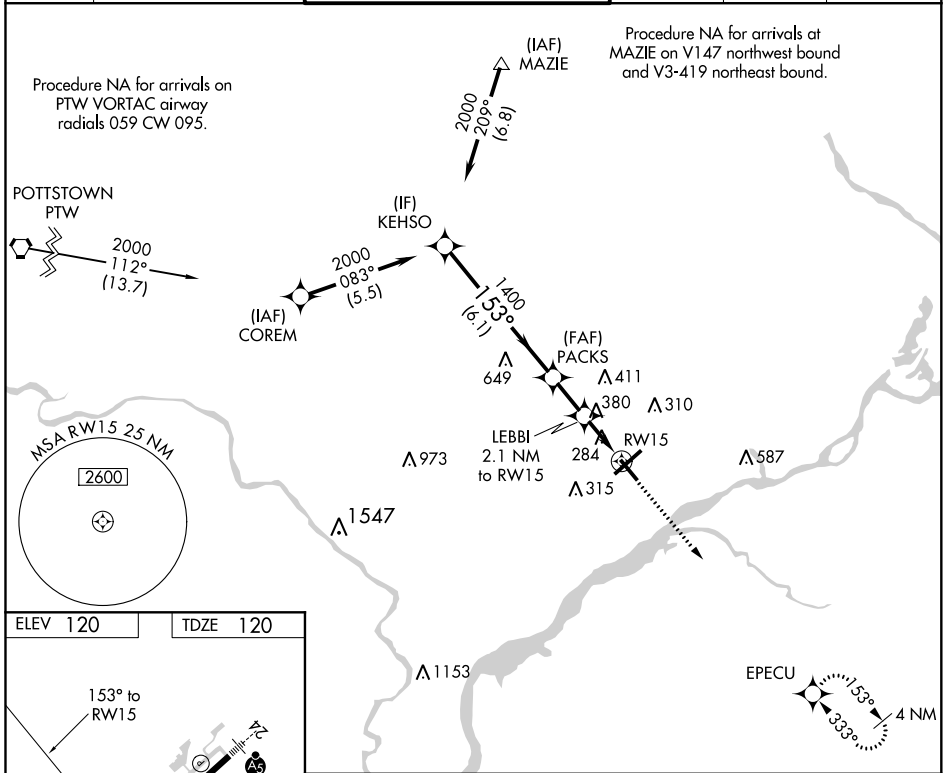 Procedure NA for arrivals on
PTW VORTAC airway
radials 059 CW 095.
(IAF)
MAZIE
Procedure NA for arrivals at
MAZIE on V147 northwest bound
and V3-419 northeast bound.
2000
209°
(6.8)
POTTSTOWN
PTW
2000
112°
(13.7)
(IF)
KEHSO
2000
083°
(5.5)
(IAF)
COREM
1400
153°
(6.1)
(FAF)
PACKS
649
411
380
310
LEBBI
2.1 NM
to RW15
284
RW15
587
315
973
1547
MSA RW15 25 NM
2600
1153
ELEV 120
TDZE 120
153° to
RW15
24
P
A5
EPECU
153°
333°
4 NM